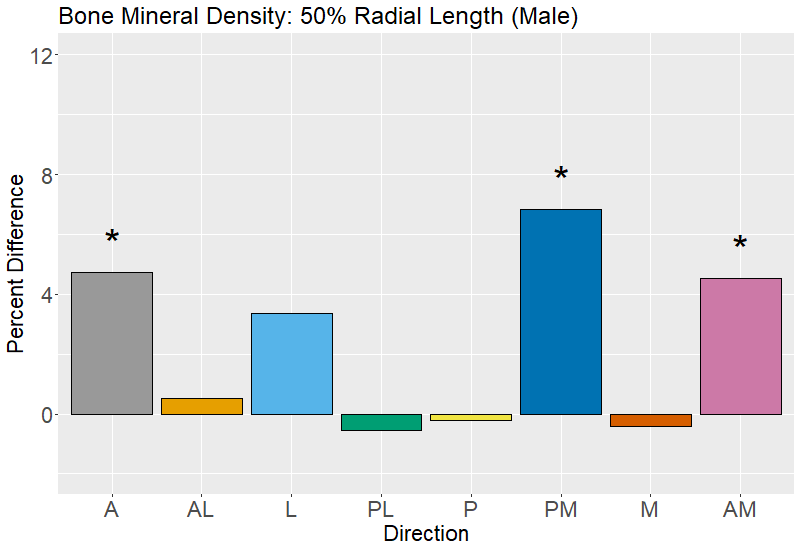 Bone Mineral Density: 50% Radial Length (Male)
12
8
4
0
Percent Difference
*
*
*
A AL L PL P PM M AM
Direction